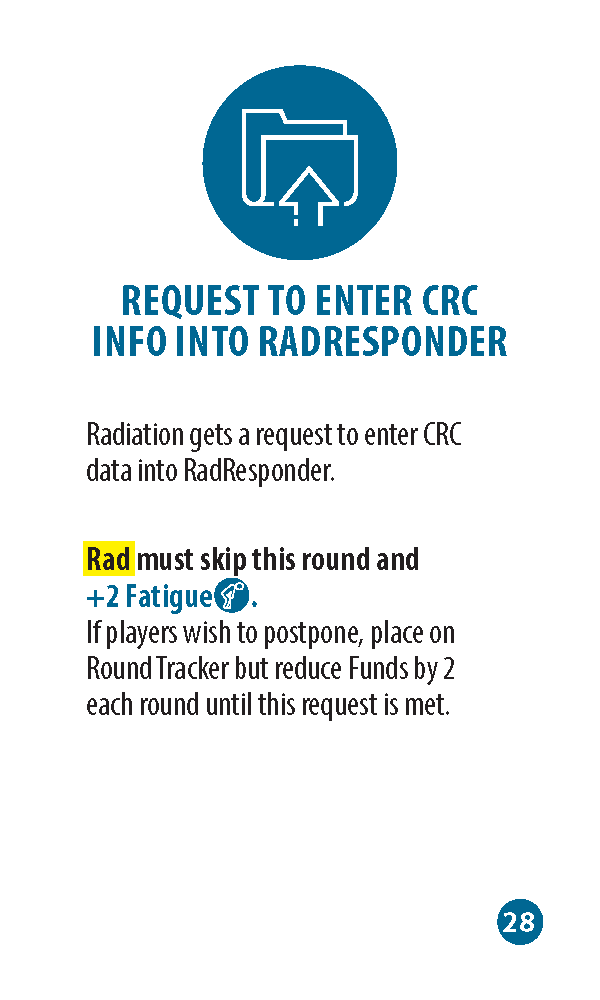 REQUEST TO ENTER CRC
INFO INTO RADRESPONDER
Radiation gets a request to enter CRC
data into RadResponder.
Rad must skip this round and
+2 Fatigue.
If players wish to postpone, place on
Round Tracker but reduce Funds by 2
each round until this request is met.
28